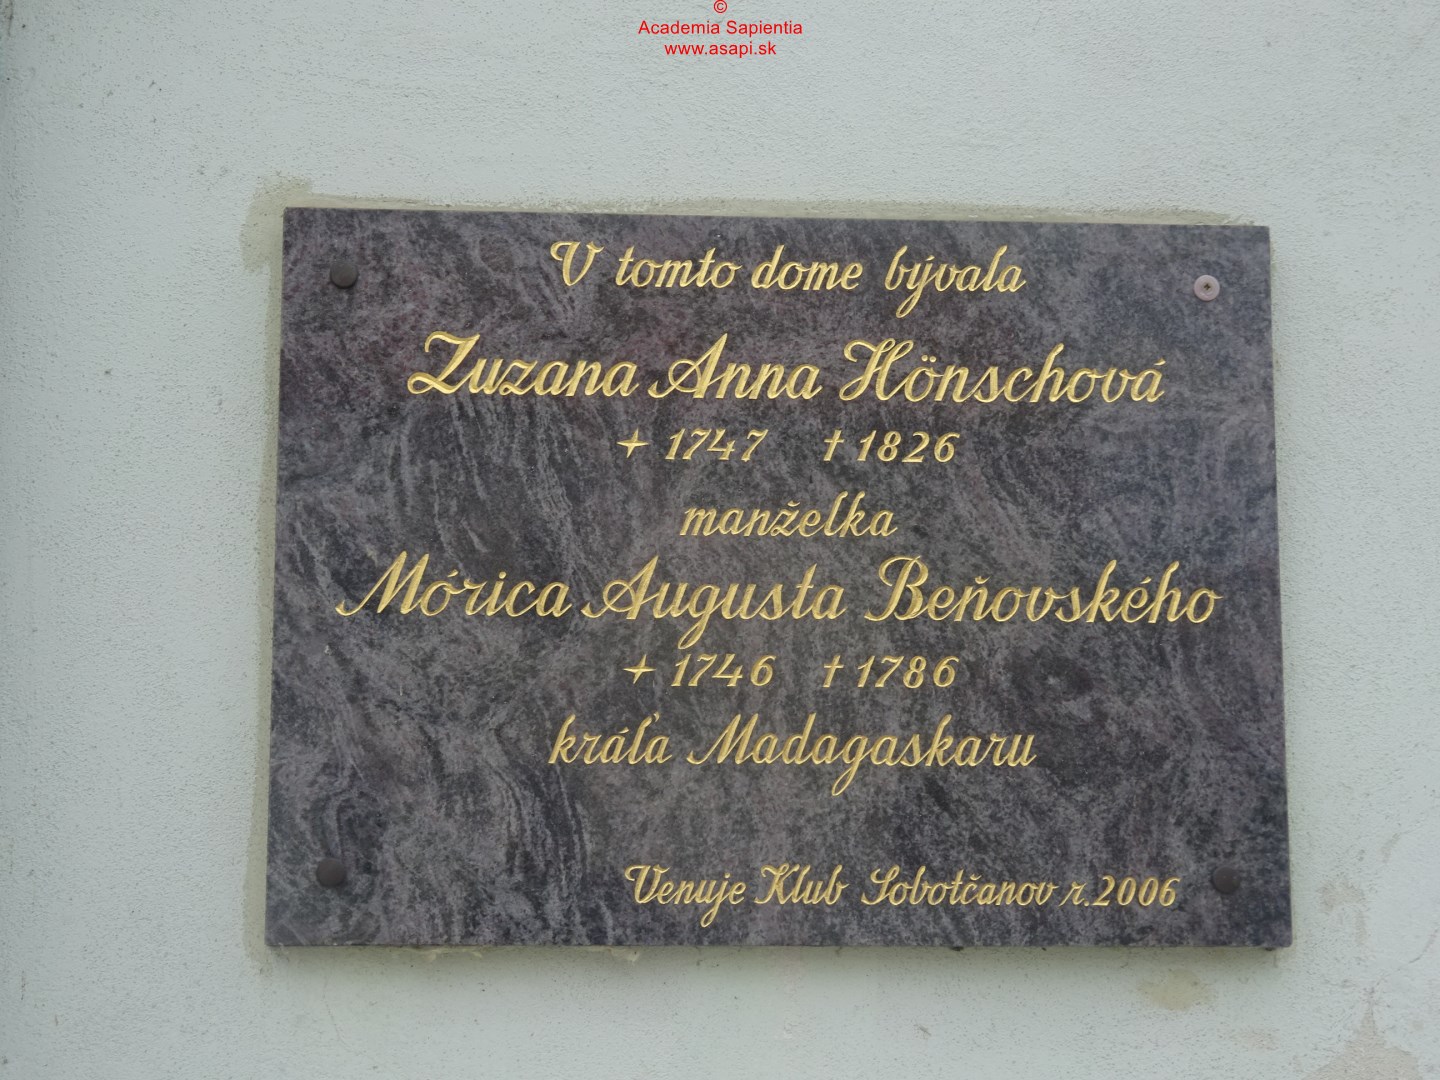 ©
Academia Sapientia
www.asapi.sk
V tomto dome bývala
Zuzana Anna Hönschová
+ 1747 † 1826
manželka
Mórica Augusta Beňovského
+ 1746 † 1786
kráľa Madagaskaru
Venuje Klub Sobotčanov r.2006